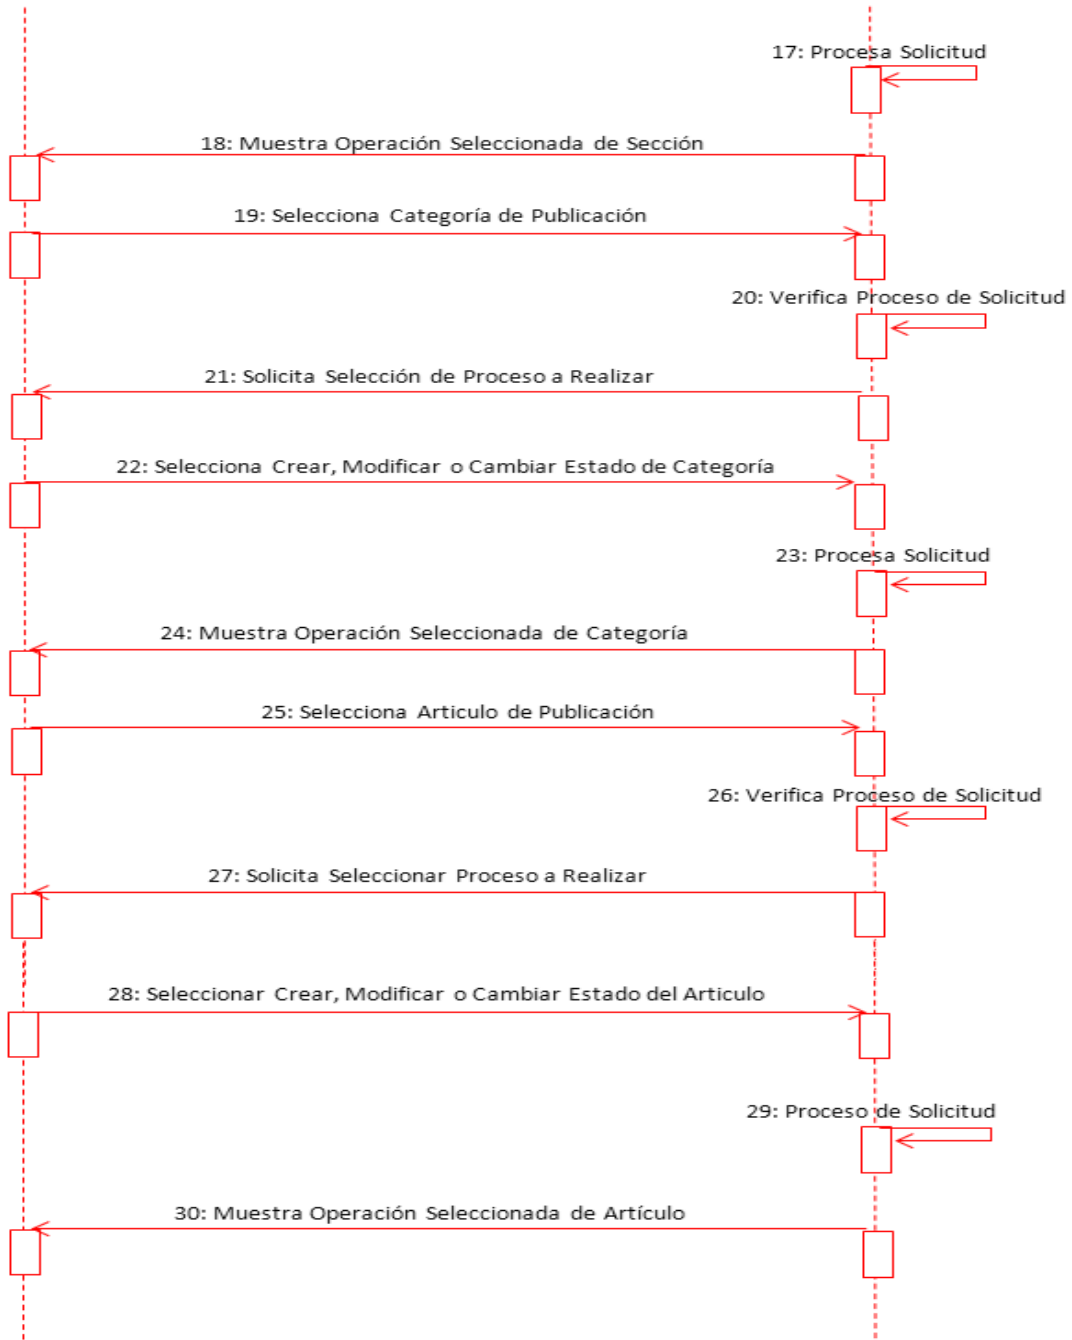 17: Procesa Solicitud
18: Muestra Operación Seleccionada de Sección
19: Selecciona Categoría de Publicación
20: Verifica Proceso de Solicitud
21: Solicita Selección de Proceso a Realizar
22: Selecciona Crear, Modificar o Cambiar Estado de Categoría
23: Procesa Solicitud
24: Muestra Operación Seleccionada de Categoría
25: Selecciona Articulo de Publicación
26: Verifica Proceso de Solicitud
27: Solicita Seleccionar Proceso a Realizar
28: Seleccionar Crear, Modificar o Cambiar Estado del Articulo
29: Proceso de Solicitud
30: Muestra Operación Seleccionada de Artículo